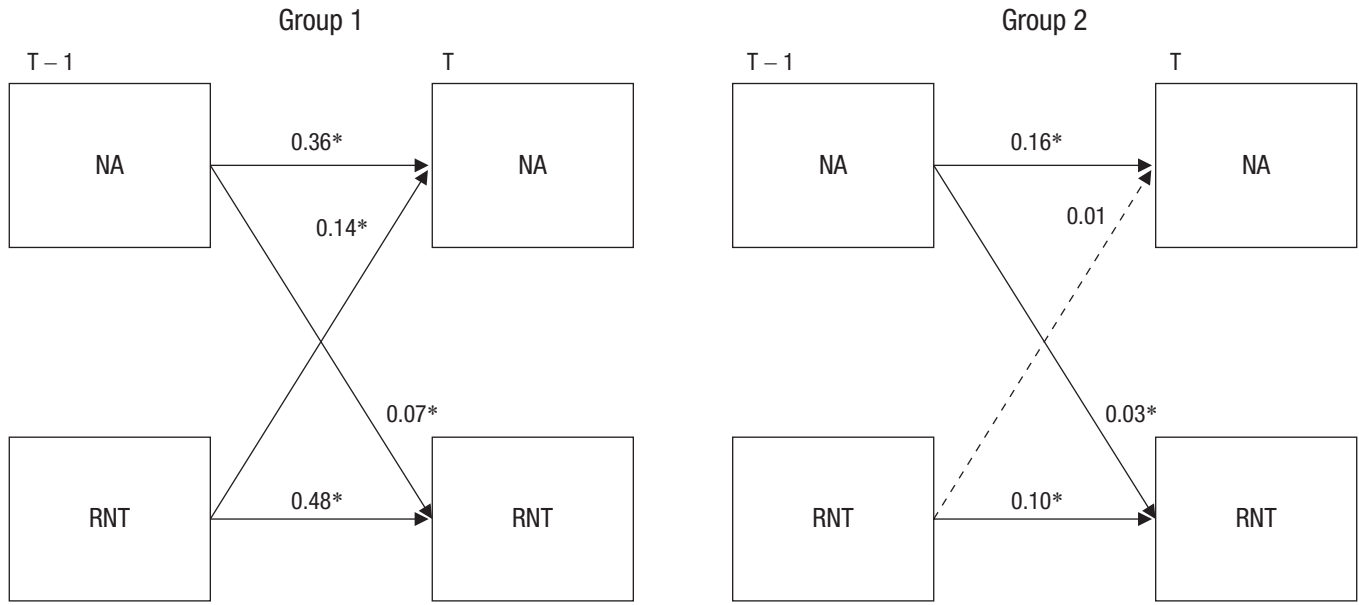 Group 1
T – 1
T
NA
0.36*
NA
0.14*
0.07*
RNT
0.48*
RNT
Group 2
T – 1
T
NA
0.16*
NA
0.01
0.03*
RNT
0.10*
RNT